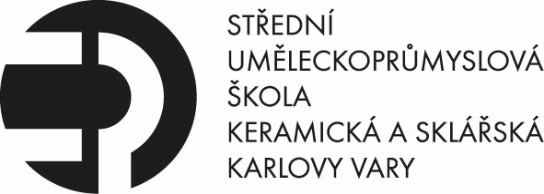 STŘEDNÍ
UMĚLECKOPRŮMYSLOVÁ
ŠKOLA
KERAMICKÁ A SKLÁŘSKÁ
KARLOVY VARY